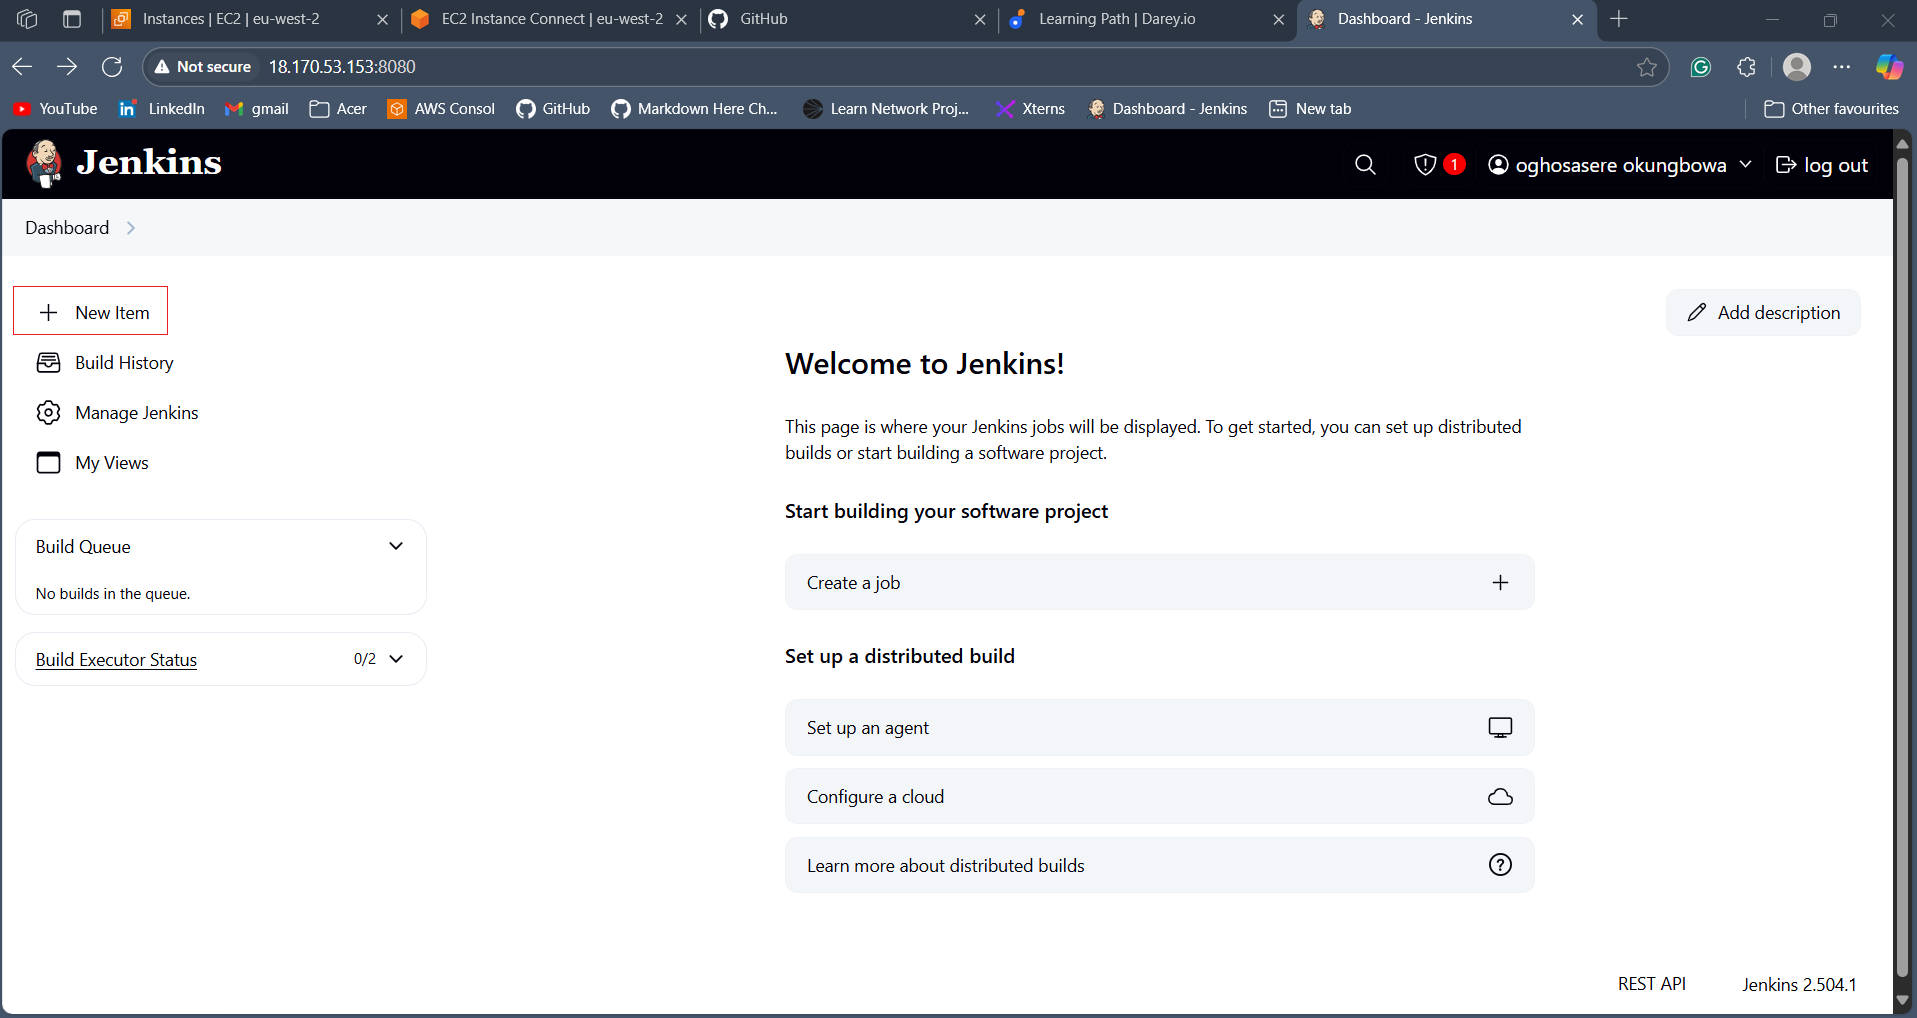 Instances | EC2 | eu-west-2
EC2 Instance Connect | eu-west-2
GitHub
Learning Path | Darey.io
Dashboard - Jenkins
Not secure
18.170.53.153:8080
YouTube
LinkedIn
gmail
Acer
AWS Consol
GitHub
Markdown Here Ch...
Learn Network Proj...
Xterns
Dashboard - Jenkins
New tab
Other favourites
Jenkins
1
oghosasere okungbowa
log out
Dashboard
New Item
Build History
Manage Jenkins
My Views
Build Queue
No builds in the queue.
Build Executor Status
0/2
Add description
Welcome to Jenkins!
This page is where your Jenkins jobs will be displayed. To get started, you can set up distributed
builds or start building a software project.
Start building your software project
Create a job
Set up a distributed build
Set up an agent
Configure a cloud
Learn more about distributed builds
REST API
Jenkins 2.504.1